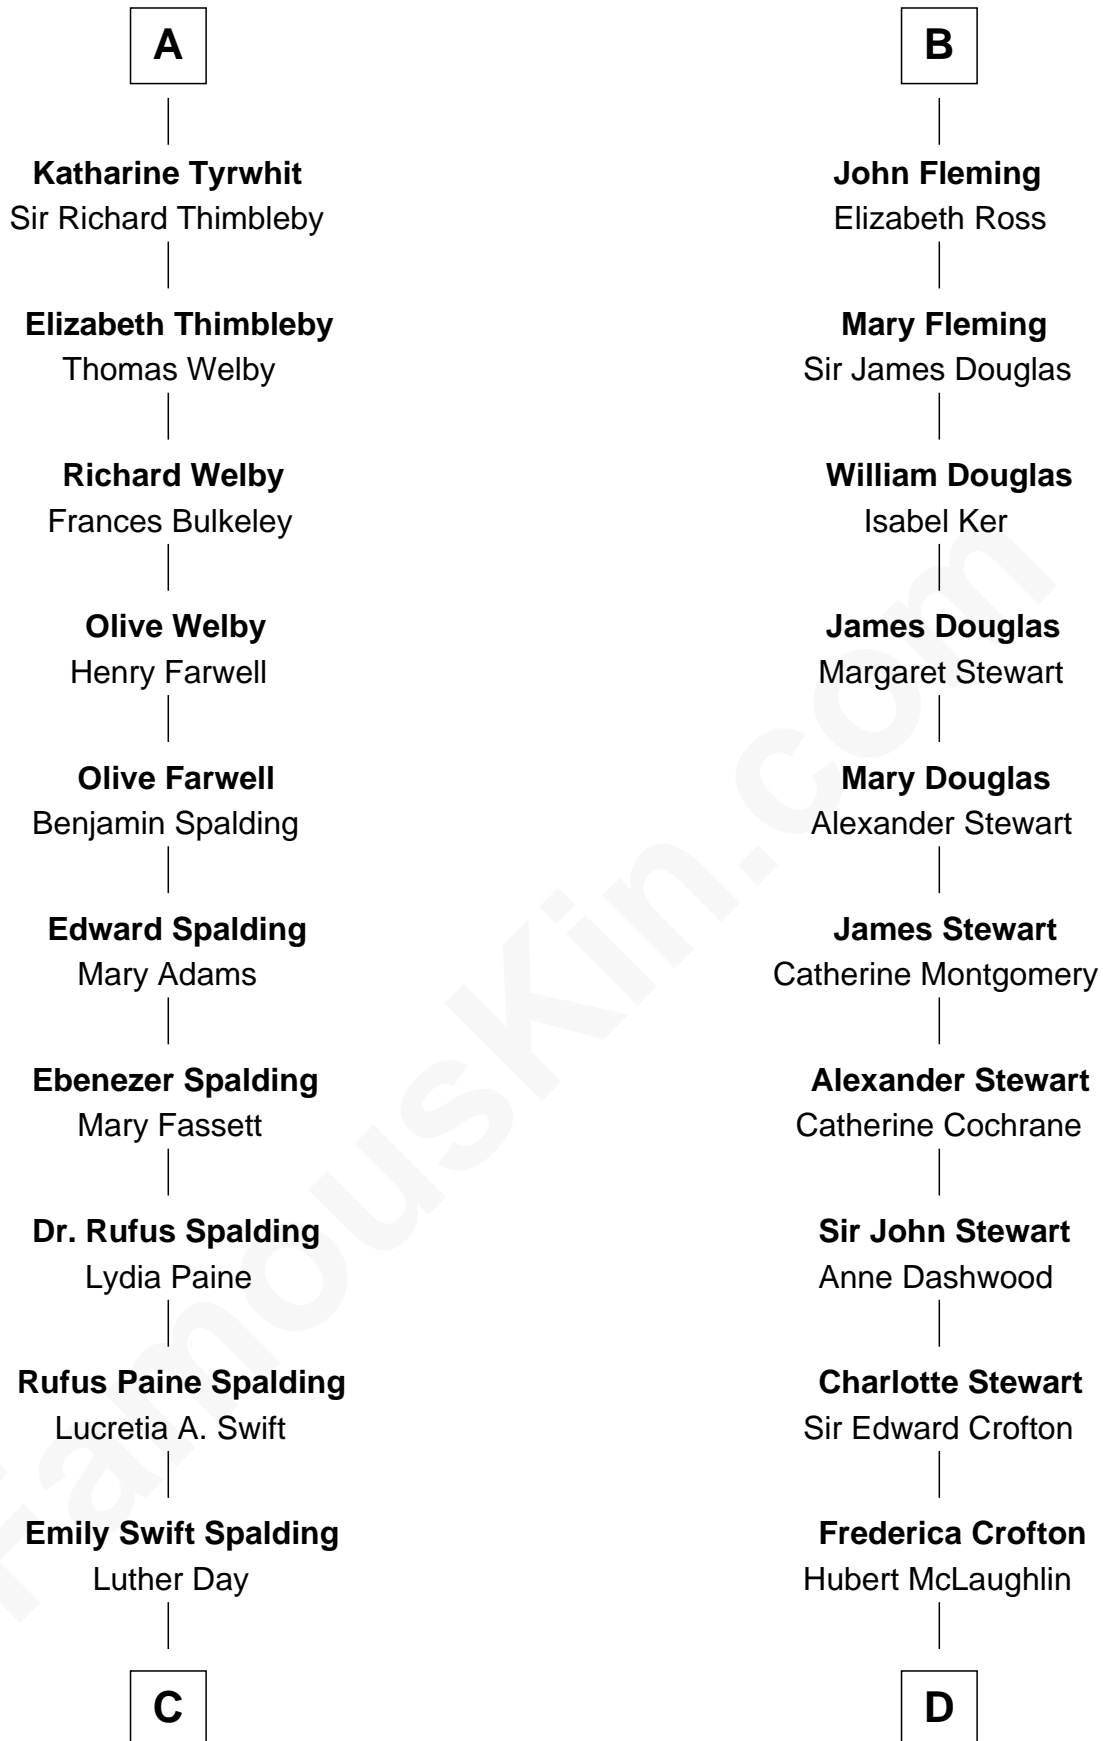 A
Katharine Tyrwhit
Sir Richard Thimbleby
Elizabeth Thimbleby
Thomas Welby
Richard Welby
Frances Bulkeley
Olive Welby
Henry Farwell
Olive Farwell
Benjamin Spalding
Edward Spalding
Mary Adams
Ebenezer Spalding
Mary Fassett
Dr. Rufus Spalding
Lydia Paine
Rufus Paine Spalding
Lucretia A. Swift
Emily Swift Spalding
Luther Day
C
B
John Fleming
Elizabeth Ross
Mary Fleming
Sir James Douglas
William Douglas
Isabel Ker
James Douglas
Margaret Stewart
Mary Douglas
Alexander Stewart
James Stewart
Catherine Montgomery
Alexander Stewart
Catherine Cochrane
Sir John Stewart
Anne Dashwood
Charlotte Stewart
Sir Edward Crofton
Frederica Crofton
Hubert McLaughlin
D
FamousKin.com